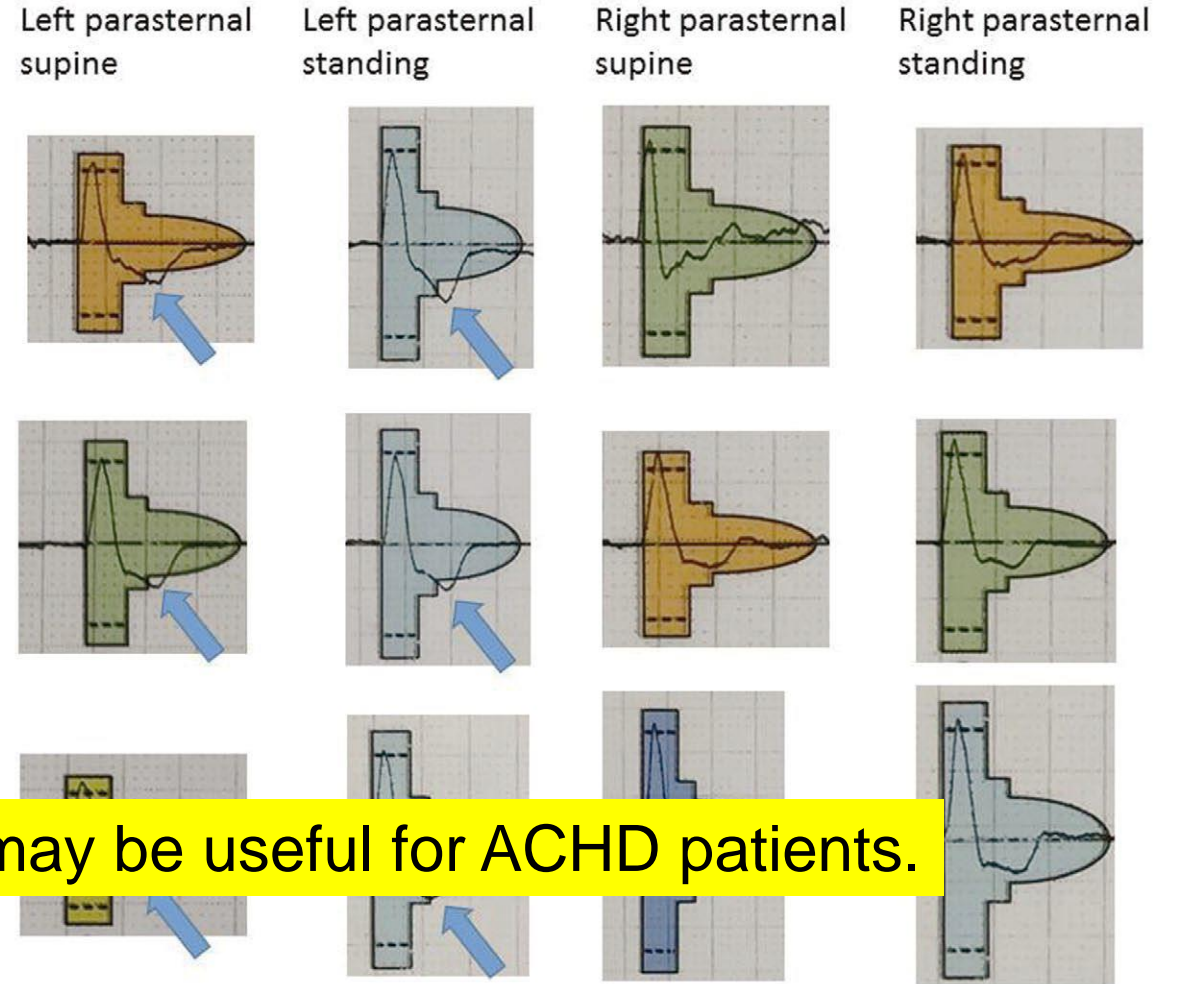 Left parasternal supine
Left parasternal standing
Right parasternal supine
Right parasternal standing
may be useful for ACHD patients.